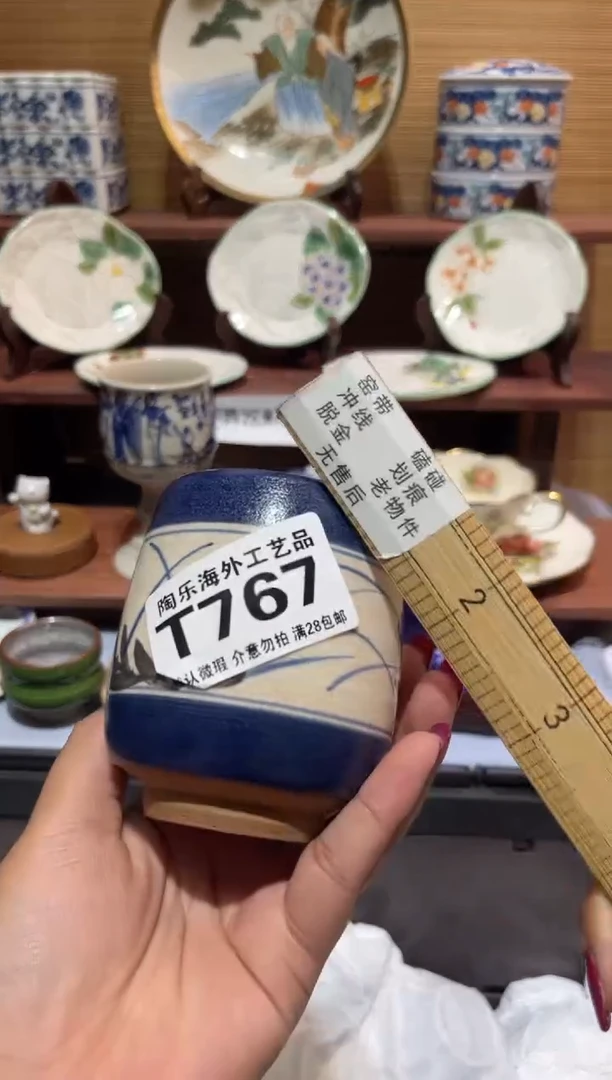 窑带 磕碰
冲线 划痕
脱金 老物件
无售后
陶乐海外工艺品
T767
认微瑕 介意勿拍 满28包邮
2
3